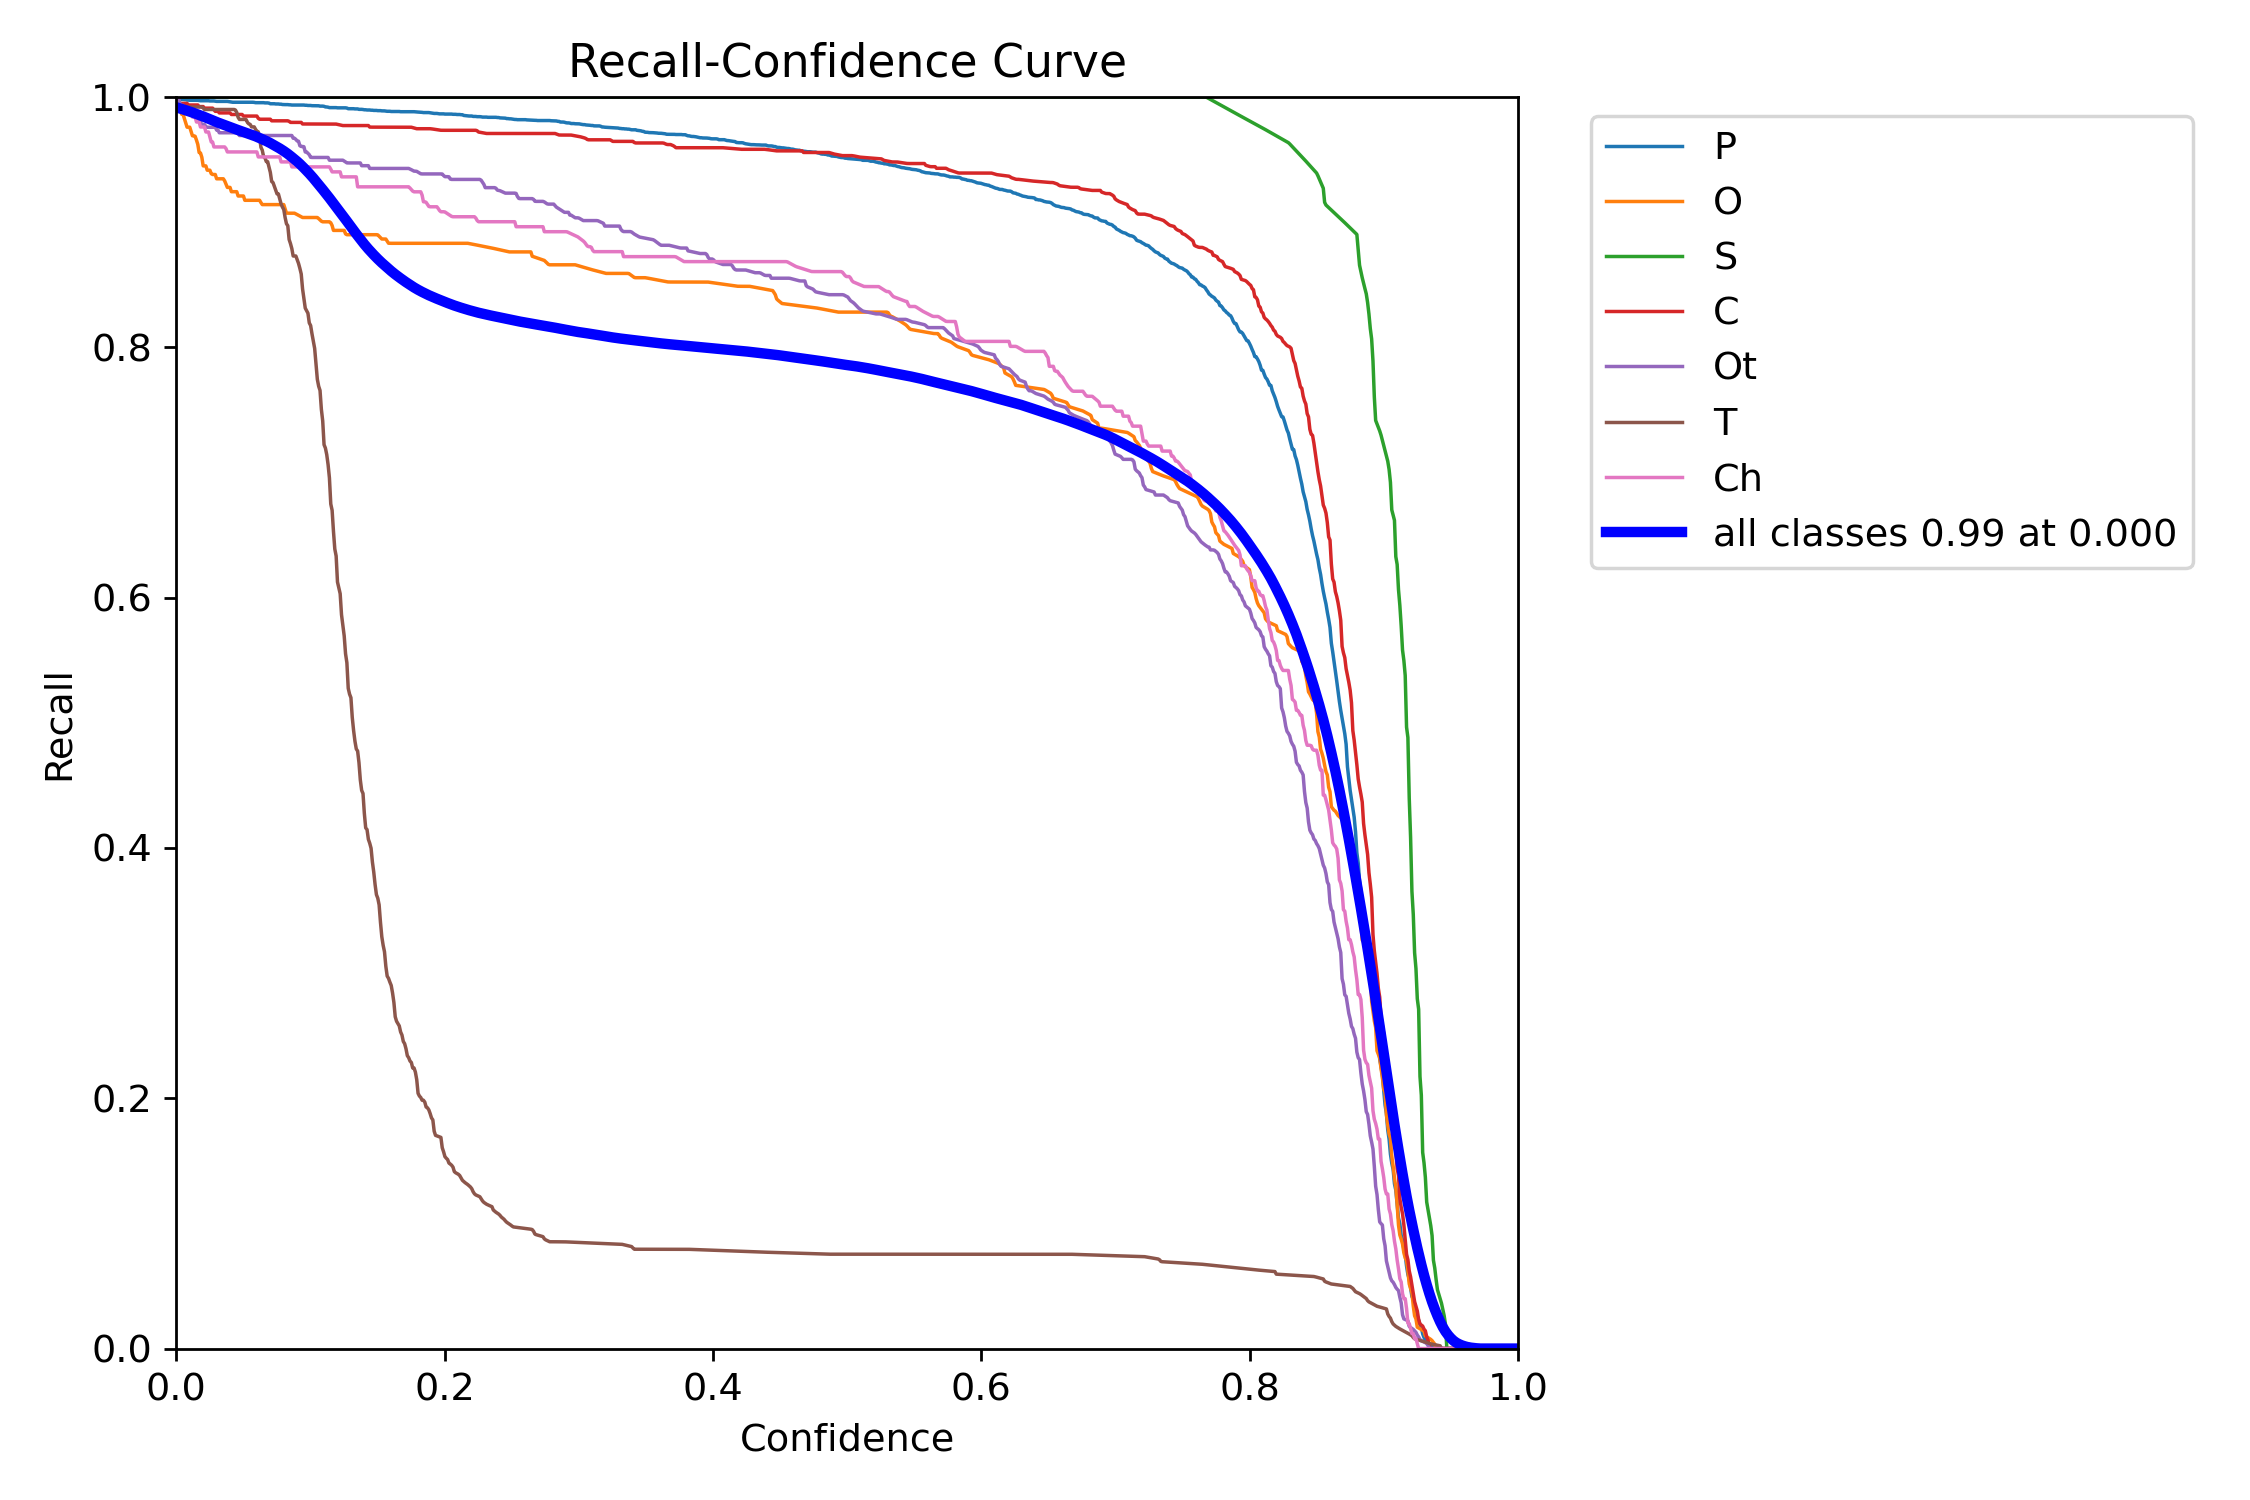 Recall-Confidence Curve
1.0
0.8
0.6
0.4
0.2
0.0
Recall
0.0 0.2 0.4 0.6 0.8 1.0
Confidence
P
O
S
C
Ot
T
Ch
all classes 0.99 at 0.000